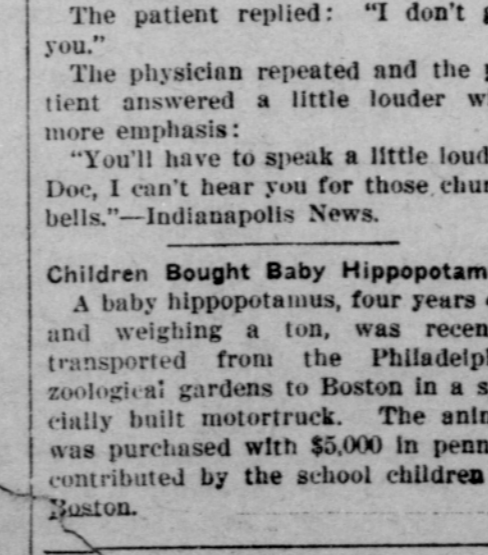 The patient replied: "I don't g
you."
The physician repeated and the p
tient answered a little louder w
more emphasis:
"You'll have to speak a little loud
Doc, I can't hear you for those chur
bells."—Indianapolis News.
Children Bought Baby Hippopotam
A baby hippopotamus, four years o
and weighing a ton, was recen
transported from the Philadelp
zoological gardens to Boston in a s
cially built motortruck. The anim
was purchased with $5,000 in penn
contributed by the school children
Boston.